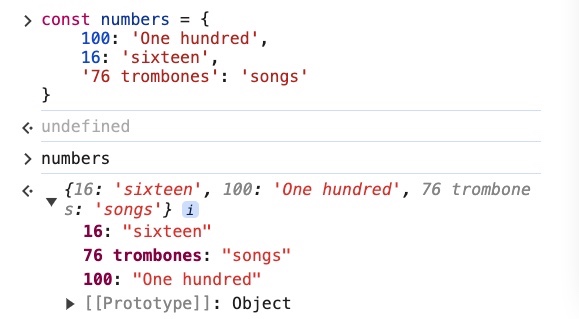 const numbers = {
100: 'One hundred',
16: 'sixteen',
'76 trombones': 'songs'
}
undefined
numbers
{16: 'sixteen', 100: 'One hundred', 76 trombone
s: 'songs'} i
16: "sixteen"
76 trombones: "songs"
100: "One hundred"
[[Prototype]]: Object